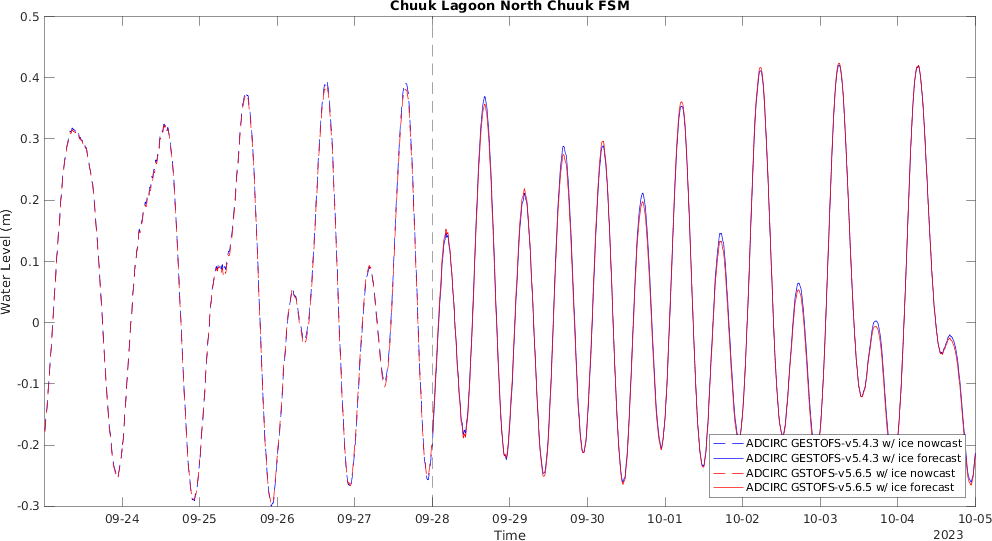 Chuuk Lagoon North Chuuk FSM
0.5
0.4
0.3
0.2
0.1
0
-0.1
-0.2
-0.3
Water Level (m)
ADCIRC GESTOFS-v5.4.3 w/ ice nowcast
ADCIRC GESTOFS-v5.4.3 w/ ice forecast
ADCIRC GSTOFS-v5.6.5 w/ ice nowcast
ADCIRC GSTOFS-v5.6.5 w/ ice forecast
09-24 09-25 09-26 09-27 09-28 09-29 09-30 10-01 10-02 10-03 10-04 10-05
Time
2023